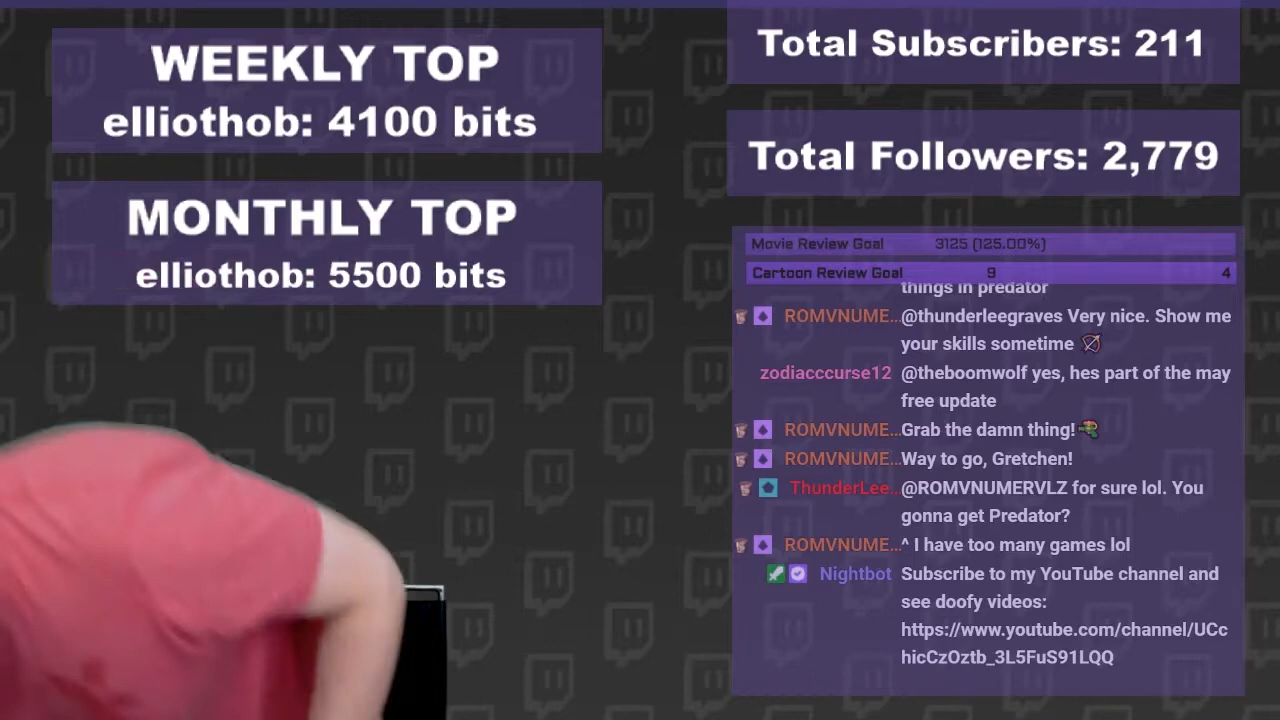 WEEKLY TOP
elliothob: 4100 bits
MONTHLY TOP
elliothob: 5500 bits
Total Subscribers: 211
Total Followers: 2,779
Movie Review Goal 3125 (125.00%)
Cartoon Review Goal 9 4
things in predator
ROMVNUME... @thunderleegraves Very nice. Show me
your skills sometime
zodiacccurse12 @theboomwolf yes, hes part of the may
free update
ROMVNUME... Grab the damn thing!
ROMVNUME... Way to go, Gretchen!
ThunderLee... @ROMVNUMERVLZ for sure lol. You
gonna get Predator?
ROMVNUME... ^ I have too many games lol
Nightbot Subscribe to my YouTube channel and
see doofy videos:
https://www.youtube.com/channel/UCc
hicCzOztb_3L5FuS91LQQ